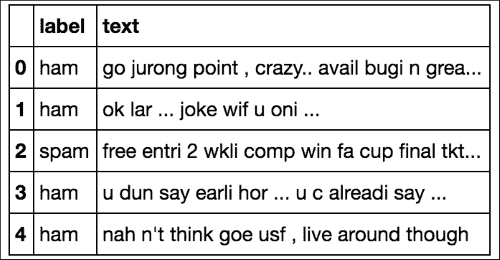 label text
0 ham go jurong point , crazy.. avail bugi n grea...
1 ham ok lar ... joke wif u oni ...
2 spam free entri 2 wkli comp win fa cup final tkt...
3 ham u dun say earli hor ... u c alreadi say ...
4 ham nah n't think goe usf , live around though